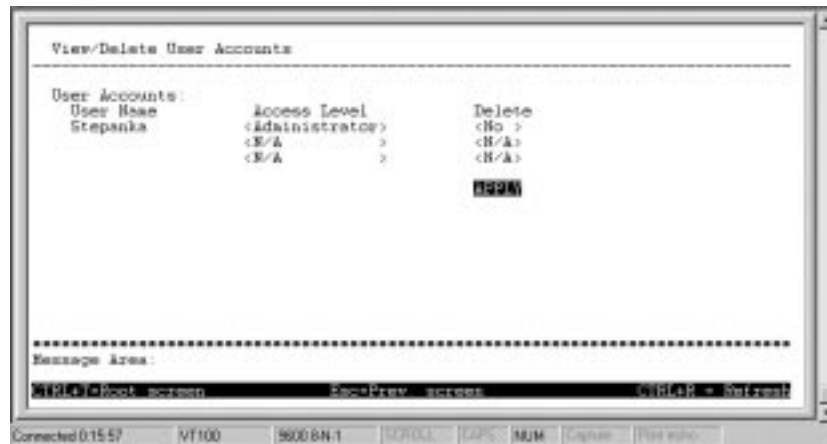 View/Delete User Accounts
User Accounts:
User Name Access Level Delete
Stepanka <Administrator> <No >
<N/A > <N/A>
<N/A > <N/A>
APPLY
Message Area:
CTRL+T=Root screen Esc=Prev. screen CTRL+R = Refresh
Connected 0:15:57 VT100 9600 8-N-1 SCROLL CAPS NUM Capture Print echo